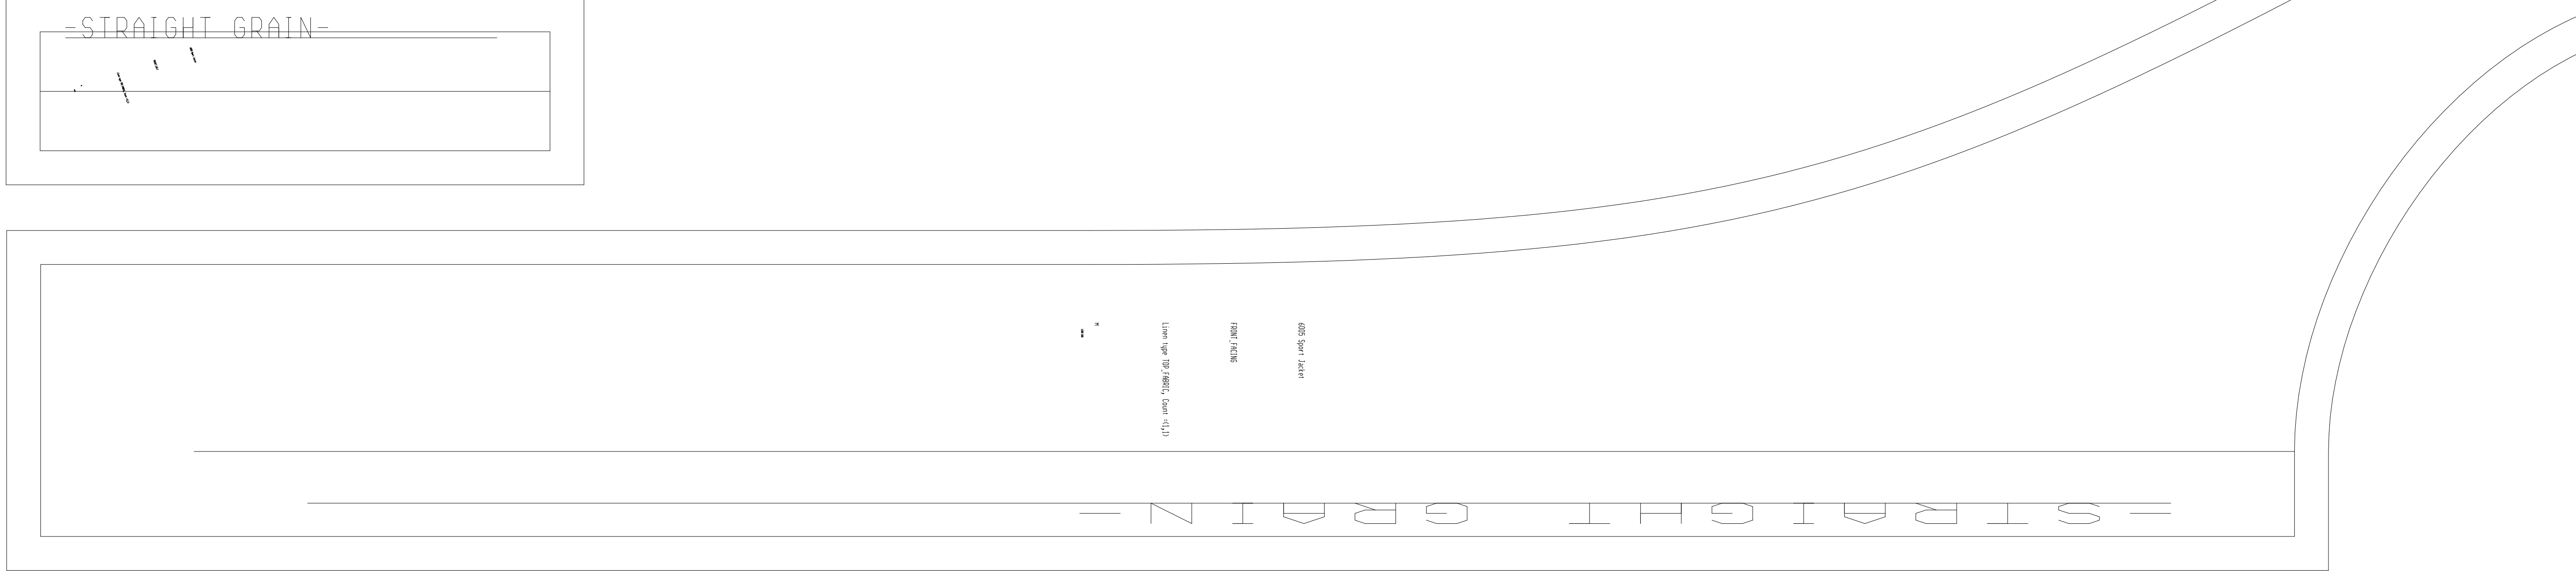 -STRAIGHT GRAIN-
6005 Sport Jacket
FRONT_FACING
Linen type TOP_FABRIC, Count =(1,1)
M
-STRAIGHT GRAIN-